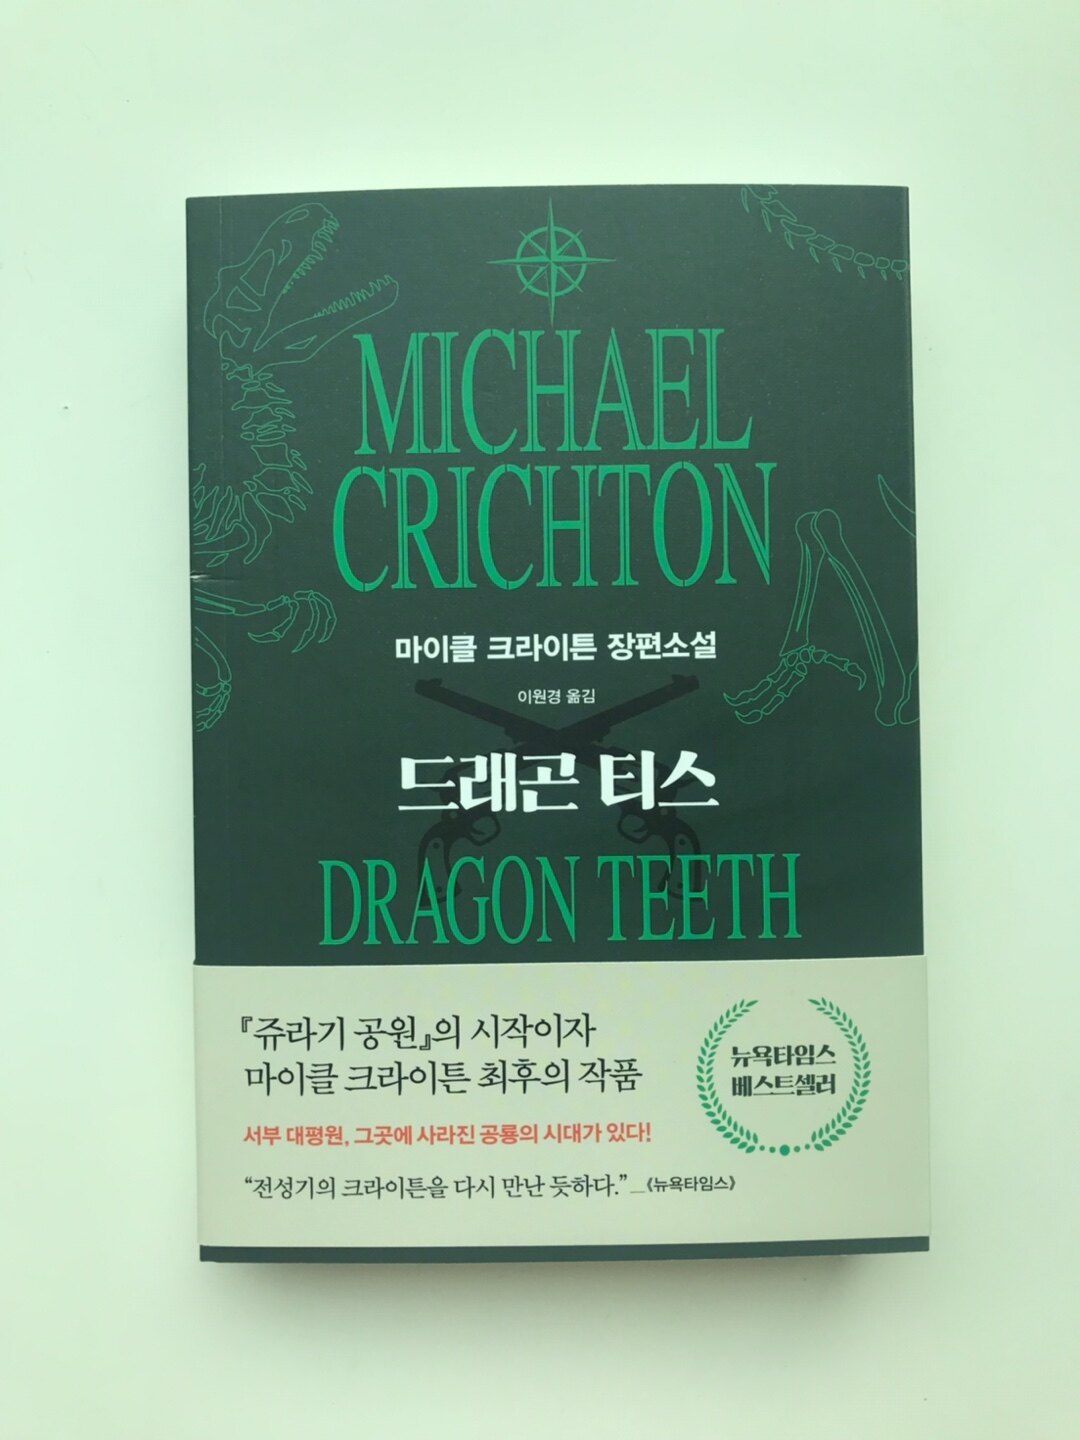 MICHAEL
CRICHTON
마이클 크라이튼 장편소설
이원경 옮김
드래곤 티스
DRAGON TEETH
『쥬라기 공원』의 시작이자
마이클 크라이튼 최후의 작품
서부 대평원, 그곳에 사라진 공룡의 시대가 있다!
“전성기의 크라이튼을 다시 만난 듯하다.”_《뉴욕타임스》
뉴욕타임스
베스트셀러